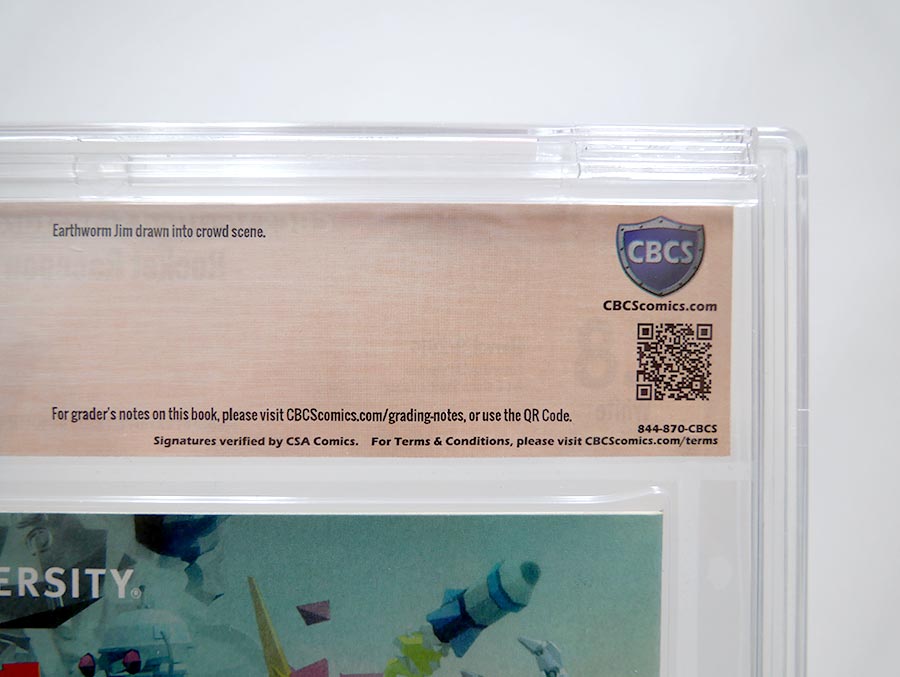 Earthworm Jim drawn into crowd scene.
CBCS
CBCScomics.com
For grader's notes on this book, please visit CBCScomics.com/grading-notes, or use the QR Code.
844-870-CBCS
Signatures verified by CSA Comics. For Terms & Conditions, please visit CBCScomics.com/terms
ERSITY®